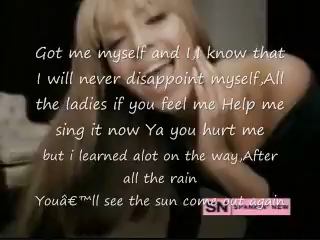 Got me myself and I,I know that
I will never disappoint myself,All
the ladies if you feel me Help me
sing it now Ya you hurt me
but i learned alot on the way,After
all the rain
Youâ€™ll see the sun come out again
SN SPANKIN' NEW